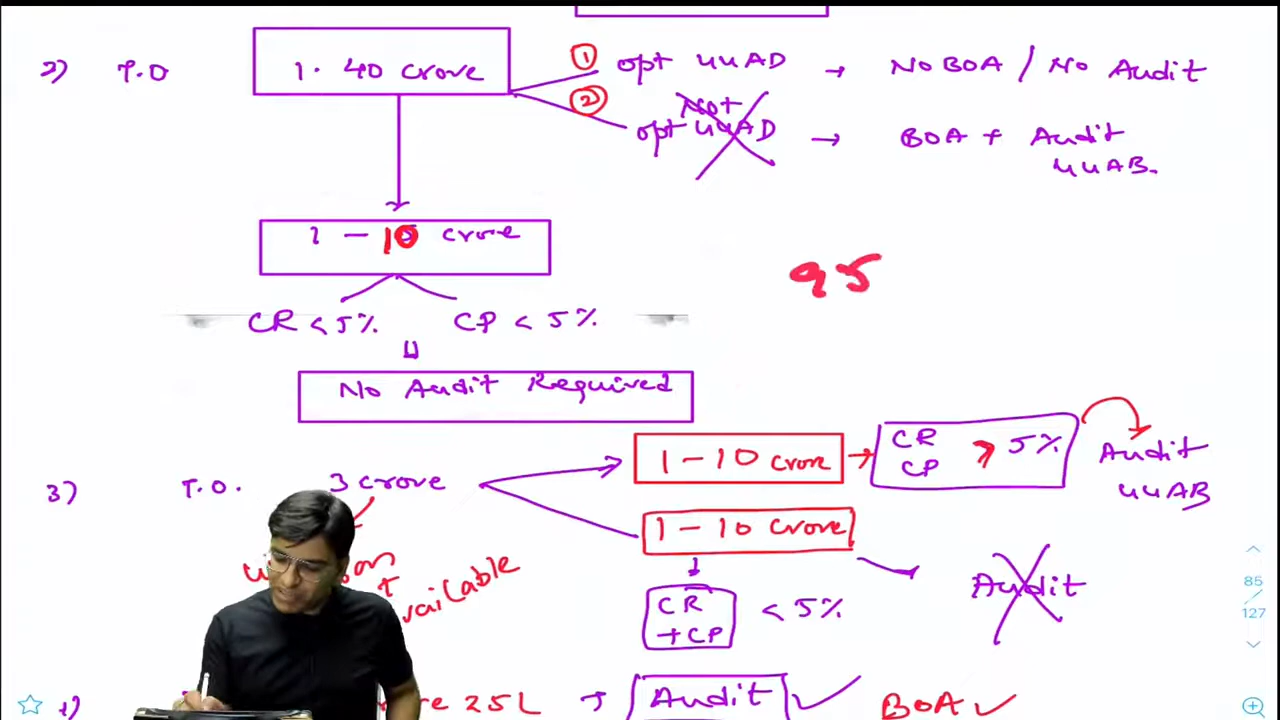 2) T.O 1.40 crore ① opt 44AD → NO BOA / No Audit
② Not opt 44AD → BOA + Audit 44AB.
1 - 10 crore
95
CR < 5% CP < 5%
No Audit Required
1 - 10 crore → CR CP > 5% Audit 44AB
3) T.O. 3 crore
1 - 10 crore
Audit
CR + CP < 5%
85
127
25L → Audit ✓ BOA ✓